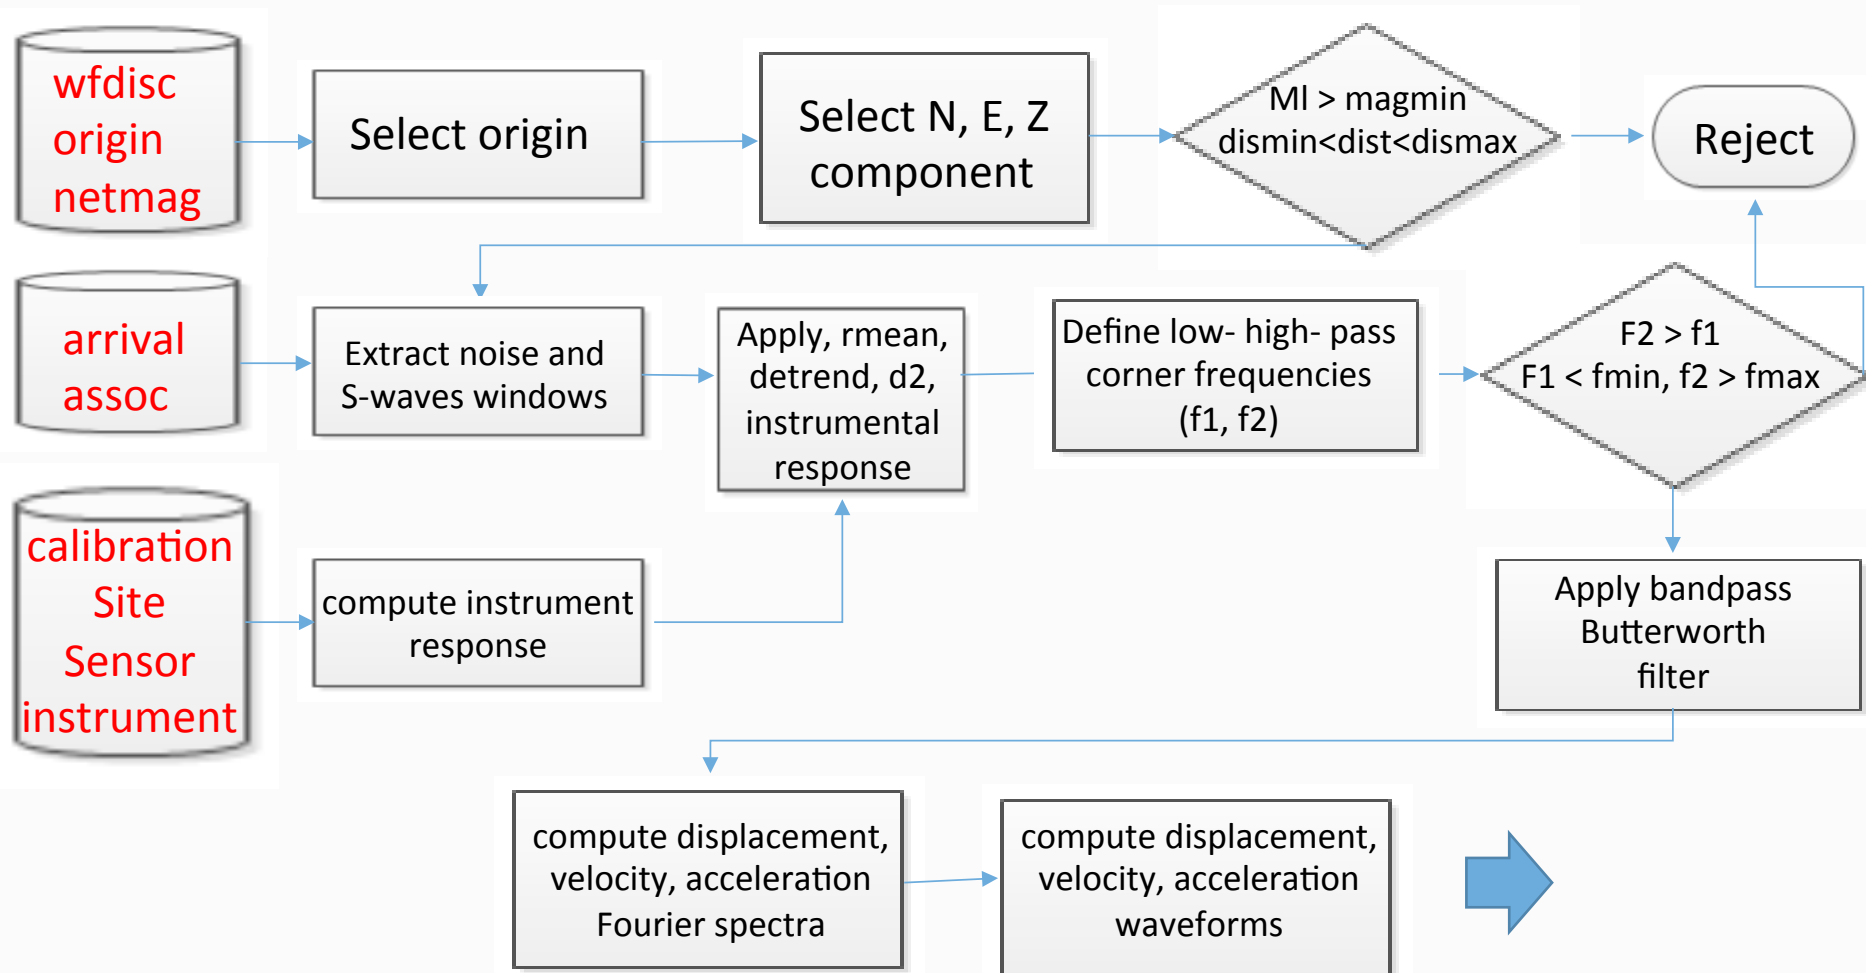 wfdisc
origin
netmag
Select origin
Select N, E, Z
component
Ml > magmin
dismin<dist<dismax
Reject
arrival
assoc
Extract noise and
S-waves windows
Apply, rmean,
detrend, d2,
instrumental
response
Define low- high- pass
corner frequencies
(f1, f2)
F2 > f1
F1 < fmin, f2 > fmax
calibration
Site
Sensor
instrument
compute instrument
response
Apply bandpass
Butterworth
filter
compute displacement,
velocity, acceleration
Fourier spectra
compute displacement,
velocity, acceleration
waveforms